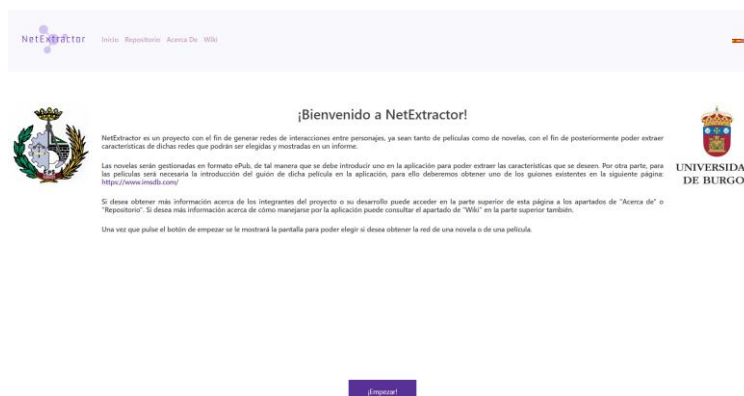 NetExtractor
Inicio Repositorio Acerca De Wiki
¡Bienvenido a NetExtractor!
NetExtractor es un proyecto con el fin de generar redes de interacciones entre personajes, ya sean tanto de películas como de novelas, con el fin de posteriormente poder extraer
características de dichas redes que podrán ser elegidas y mostradas en un informe.
Las novelas serán gestionadas en formato ePub, de tal manera que se debe introducir uno en la aplicación para poder extraer las características que se deseen. Por otra parte, para
las películas será necesaria la introducción del guión de dicha película en la aplicación, para ello deberemos obtener uno de los guiones existentes en la siguiente página:
https://www.imsdb.com/
Si desea obtener más información acerca de los integrantes del proyecto o su desarrollo puede acceder en la parte superior de esta página a los apartados de "Acerca de" o
"Repositorio". Si desea más información acerca de cómo manejarse por la aplicación puede consultar el apartado de "Wiki" en la parte superior también.
Una vez que pulse el botón de empezar se le mostrará la pantalla para poder elegir si desea obtener la red de una novela o de una película.
EPS
UNIVERSIDA
DE BURGO
¡Empezar!